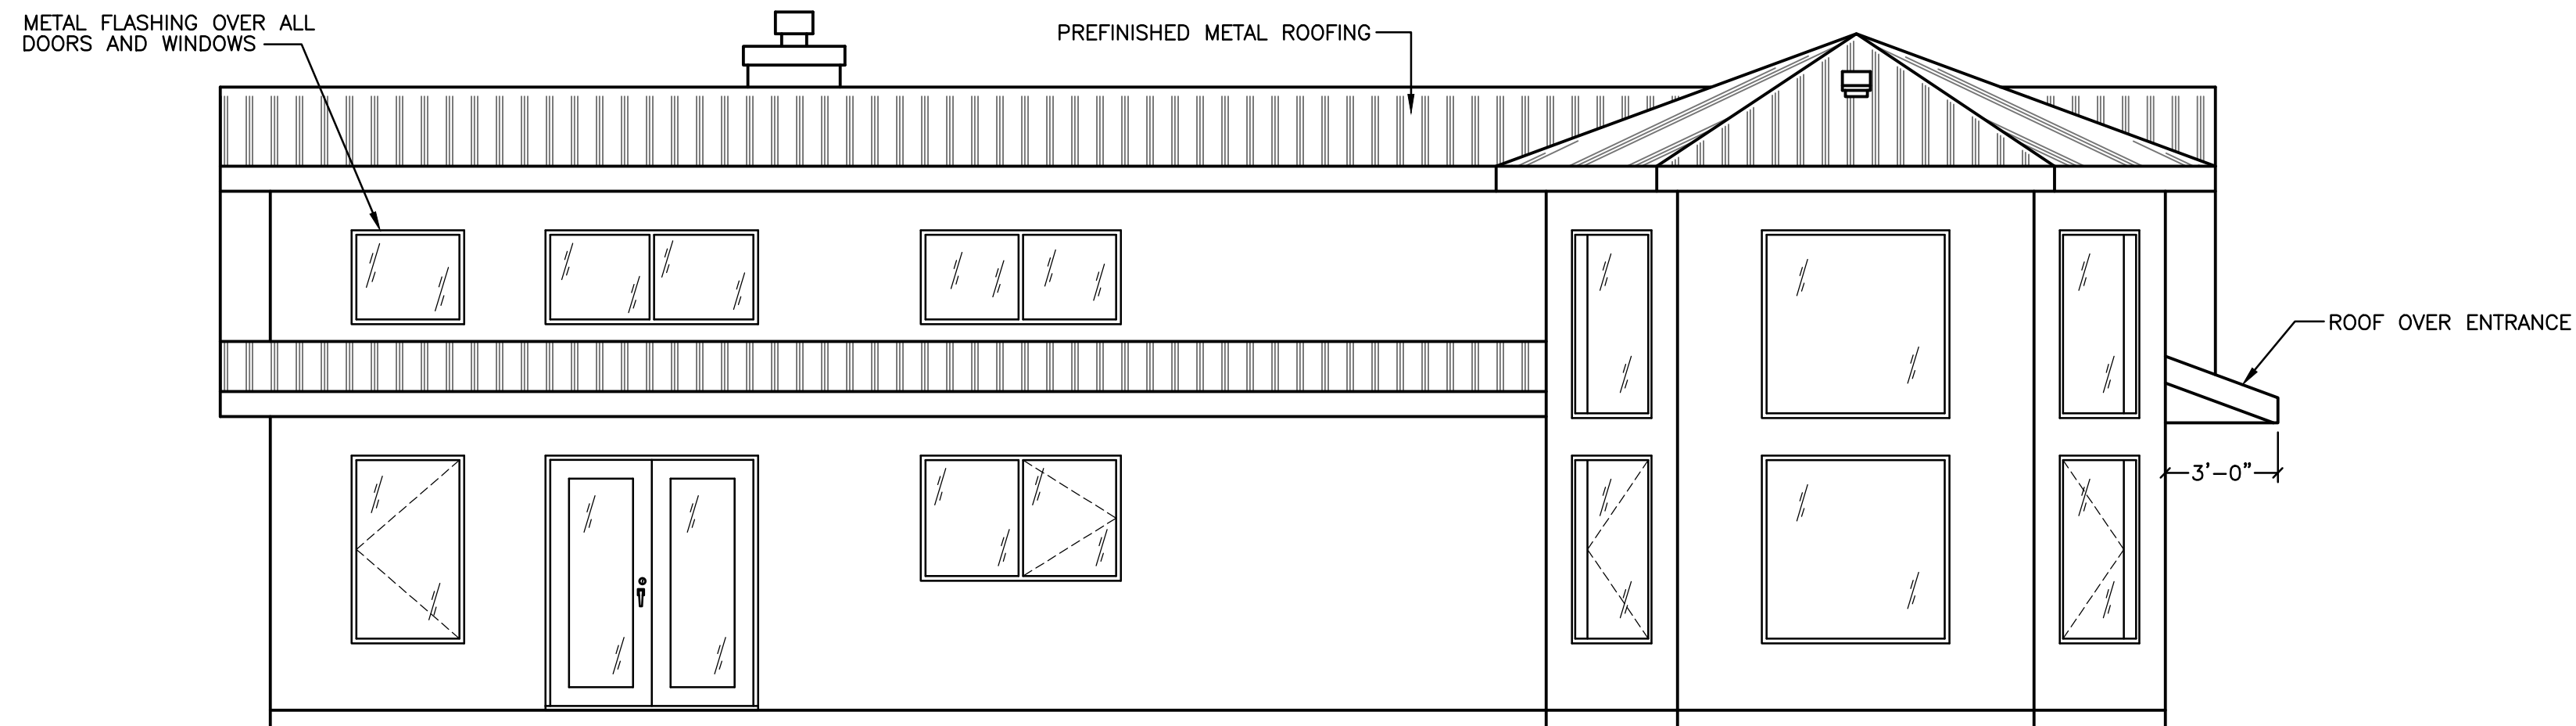 METAL FLASHING OVER ALL
DOORS AND WINDOWS
PREFINISHED METAL ROOFING
ROOF OVER ENTRANCE
3'-0"